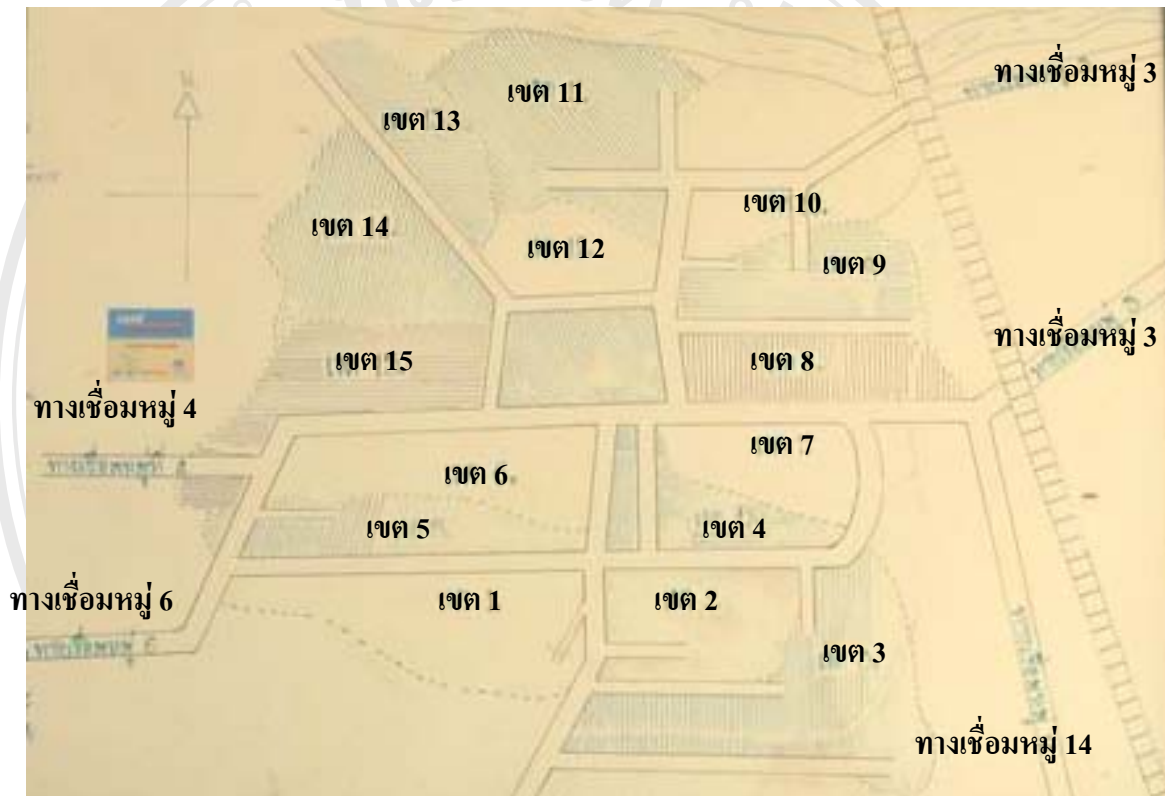 ทางเชื่อมหมู่ 3
เขต 11
เขต 13
เขต 10
เขต 14
เขต 12
เขต 9
ทางเชื่อมหมู่ 3
เขต 15
เขต 8
ทางเชื่อมหมู่ 4
เขต 7
เขต 6
เขต 5
เขต 4
ทางเชื่อมหมู่ 6
เขต 1
เขต 2
เขต 3
ทางเชื่อมหมู่ 14